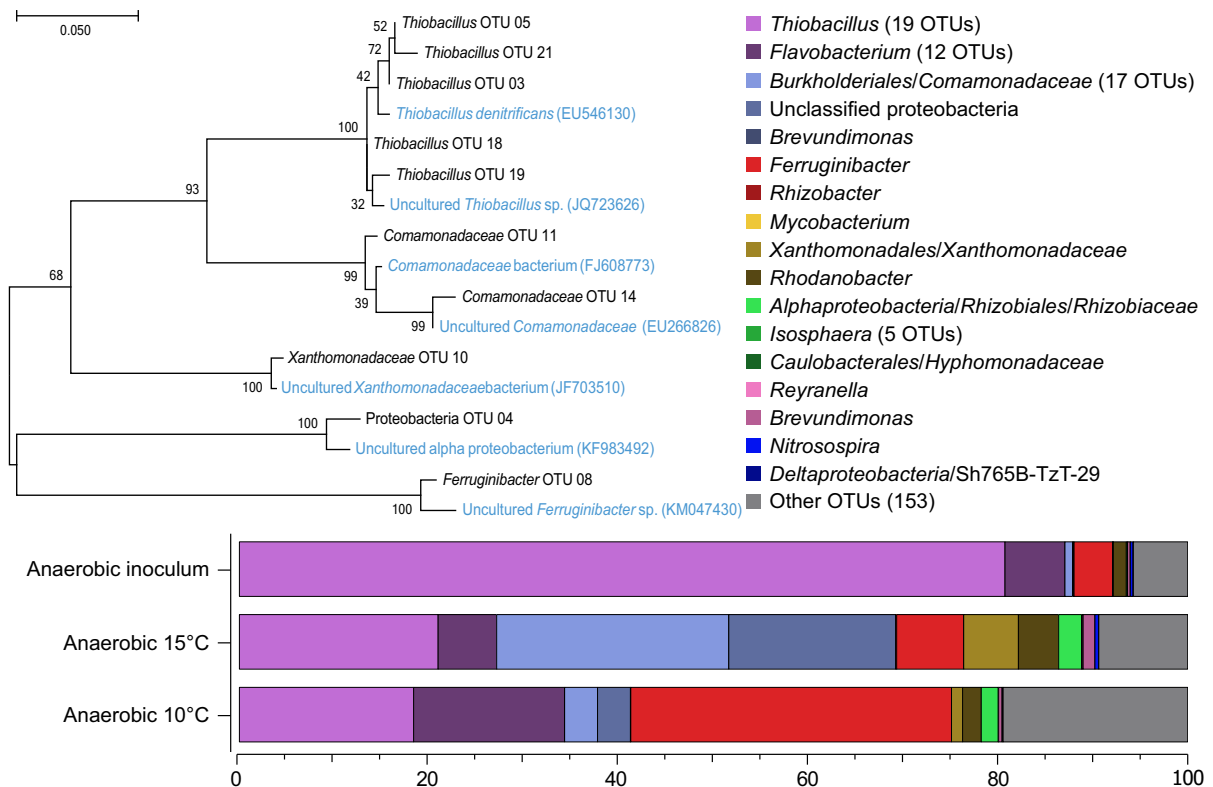 0.050
52
Thiobacillus OTU 05
72
Thiobacillus OTU 21
42
Thiobacillus OTU 03
Thiobacillus denitrificans (EU546130)
100
Thiobacillus OTU 18
93
Thiobacillus OTU 19
32
Uncultured Thiobacillus sp. (JQ723626)
Comamonadaceae OTU 11
68
99
Comamonadaceae bacterium (FJ608773)
39
Comamonadaceae OTU 14
99
Uncultured Comamonadaceae (EU266826)
Xanthomonadaceae OTU 10
100
Uncultured Xanthomonadaceaebacterium (JF703510)
100
Proteobacteria OTU 04
Uncultured alpha proteobacterium (KF983492)
Ferruginibacter OTU 08
100
Uncultured Ferruginibacter sp. (KM047430)
Thiobacillus (19 OTUs)
Flavobacterium (12 OTUs)
Burkholderiales/Comamonadaceae (17 OTUs)
Unclassified proteobacteria
Brevundimonas
Ferruginibacter
Rhizobacter
Mycobacterium
Xanthomonadales/Xanthomonadaceae
Rhodanobacter
Alphaproteobacteria/Rhizobiales/Rhizobiaceae
Isosphaera (5 OTUs)
Caulobacterales/Hyphomonadaceae
Reyranella
Brevundimonas
Nitrosospira
Deltaproteobacteria/Sh765B-TzT-29
Other OTUs (153)
Anaerobic inoculum
Anaerobic 15°C
Anaerobic 10°C
0 20 40 60 80 100